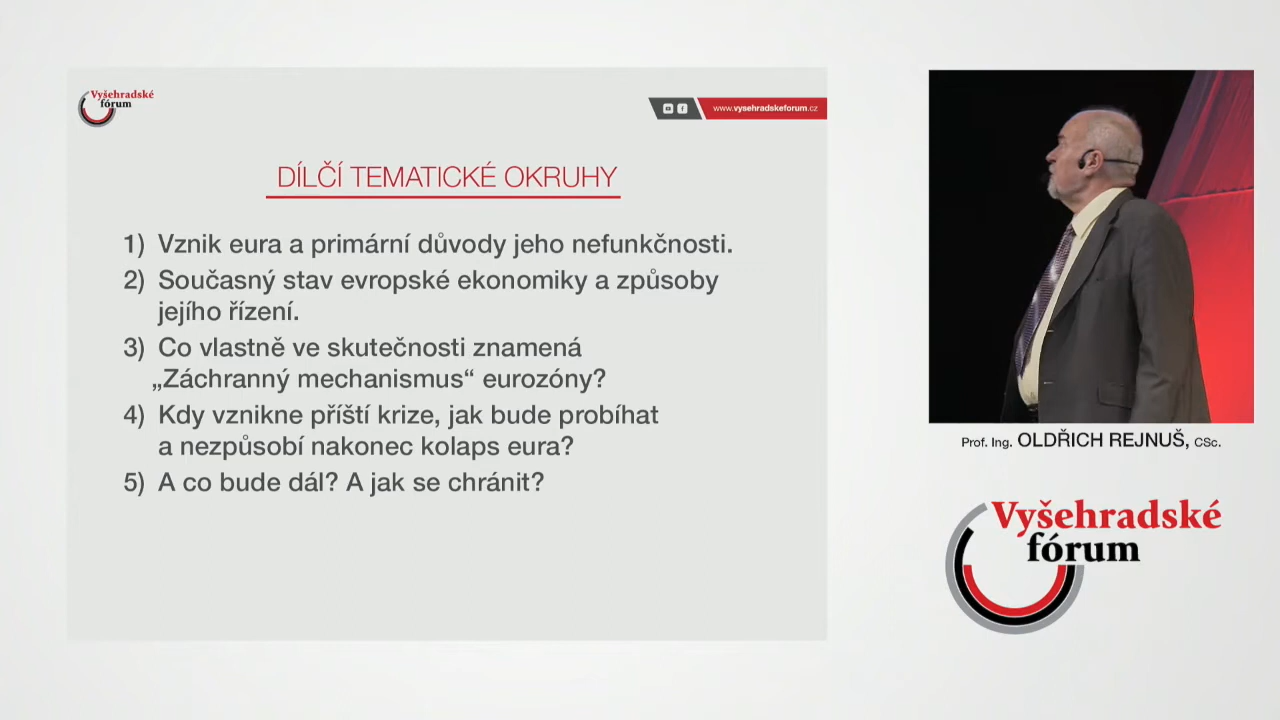 Vyšehradské
fórum
www.vysehradskeforum.cz
DÍLČÍ TEMATICKÉ OKRUHY
1) Vznik eura a primární důvody jeho nefunkčnosti.
2) Současný stav evropské ekonomiky a způsoby
jejího řízení.
3) Co vlastně ve skutečnosti znamená
„Záchranný mechanismus“ eurozóny?
4) Kdy vznikne příští krize, jak bude probíhat
a nezpůsobí nakonec kolaps eura?
5) A co bude dál? A jak se chránit?
Prof. Ing. OLDŘICH REJNUŠ, CSc.
Vyšehradské
fórum